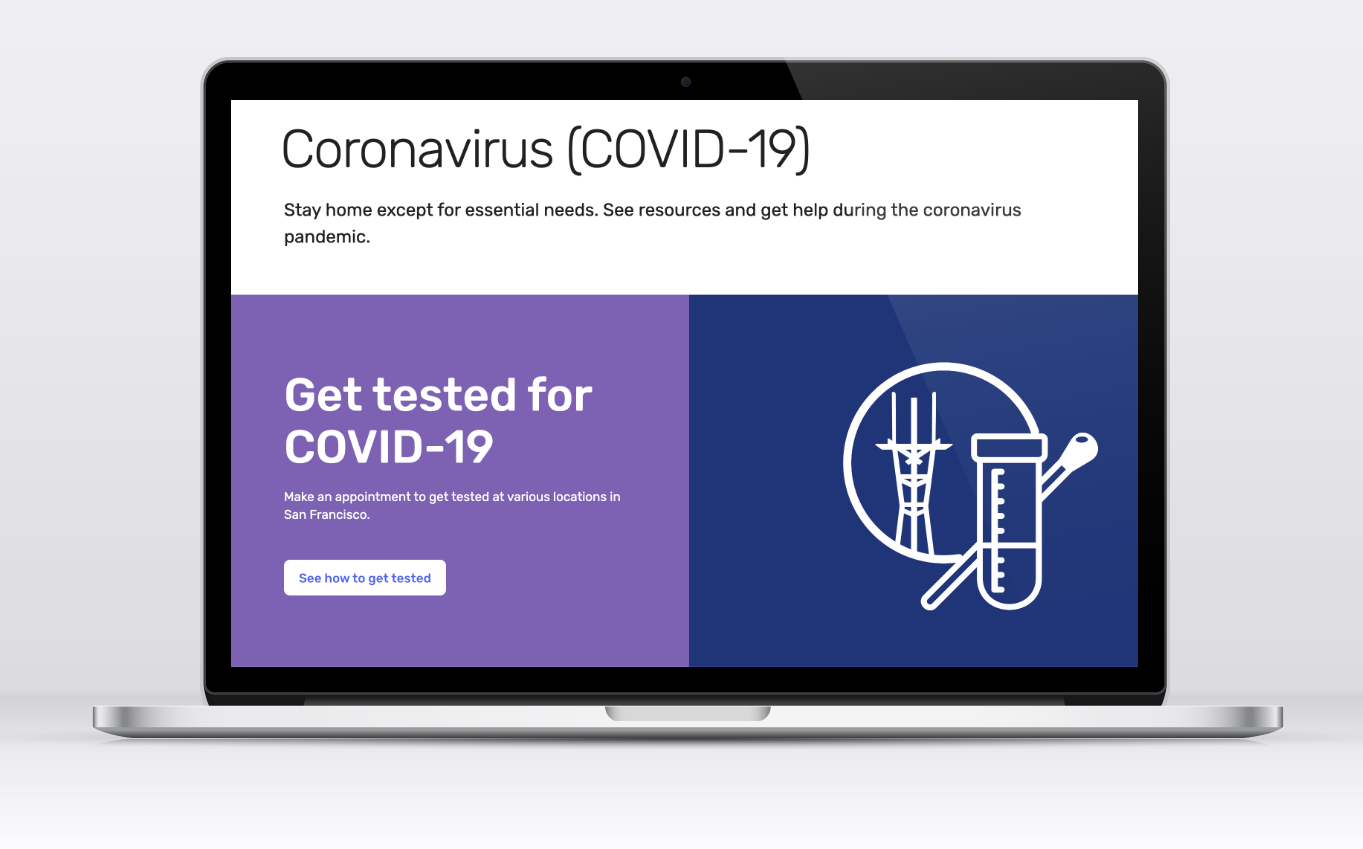 Coronavirus (COVID-19)
Stay home except for essential needs. See resources and get help during the coronavirus
pandemic.
Get tested for
COVID-19
Make an appointment to get tested at various locations in
San Francisco.
See how to get tested